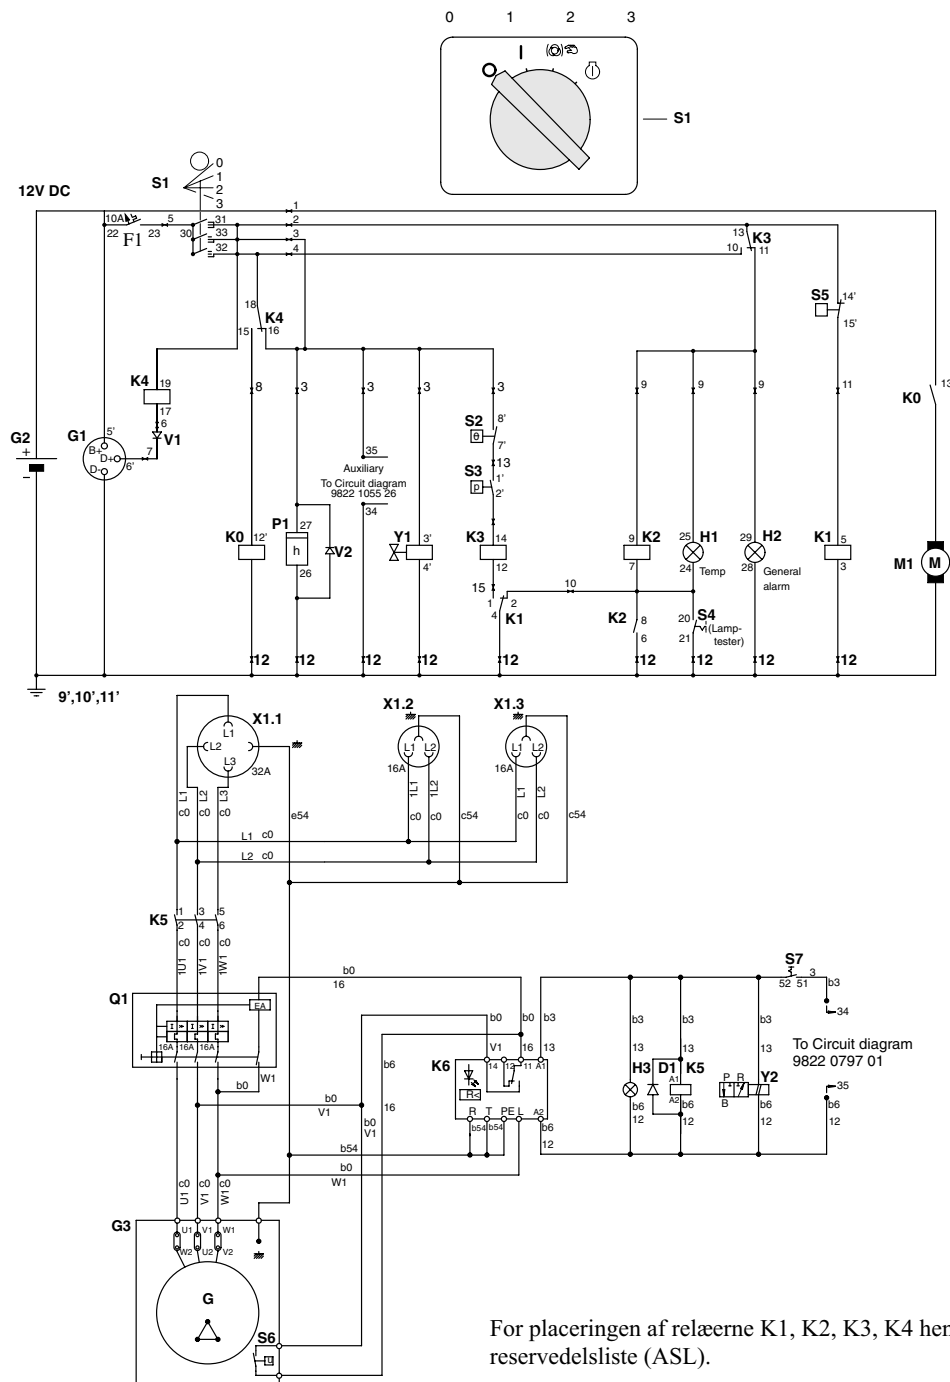 0 1 2 3
S1
12V DC
S1
0
1
2
3
10A
F1
22 23
5
30
31
33
32
1
2
3
4
13
10 11
K3
S5
14'
15'
18
K4
15 16
K4
19
17
6
V1
7
8
3
3
3
3
9
9
9
11
K0
13
G2
+
−
G1
B+
D+
D-
5'
6'
35
Auxiliary
To Circuit diagram
9822 1055 26
34
S2
θ
8'
7'
13
S3
p
1'
2'
K0
12'
P1
27
h
26
V2
Y1
3'
4'
K3
14
12
9
7
K2
25
24
H1
Temp
29
28
H2
General
alarm
K1
5
3
M1
M
15
1 2
4
K1
10
K2
8
6
20
21
S4
(Lamp-
tester)
12 12 12 12 12 12 12 12 12
9',10',11'
X1.1
L1
L2
L3
32A
X1.2
L1 L2
16A
X1.3
L1 L2
16A
L1 L2 L3
c0 c0 c0
e54
1L1 1L2
c0 c0
c54
L1 L2
c0 c0
c54
L1 c0
L2 c0
K5
1 3 5
2 4 6
c0 c0 c0
1U1 1V1 1W1
Q1
EA
I > I > I >
16A 16A 16A
W1
b0
16
b0
V1
b0
V1
b6
16
b0
V1
16
b0
b3
13
K6
14 12 11 A1
R<
R T PE L A2
b54 b54
b6
12
b54
b0
W1
S7
52 51
3
b3
34
To Circuit diagram
9822 0797 01
35
b6
12
b3
13
H3
b6
12
b3
13
D1
A1
A2
K5
b6
12
b3
13
P R
B
Y2
b6
12
c0 c0 c0
U1 V1 W1
G3
U1 V1 W1
W2 U2 V2
G
S6
U
For placeringen af relæerne K1, K2, K3, K4 hen
reservedelsliste (ASL).